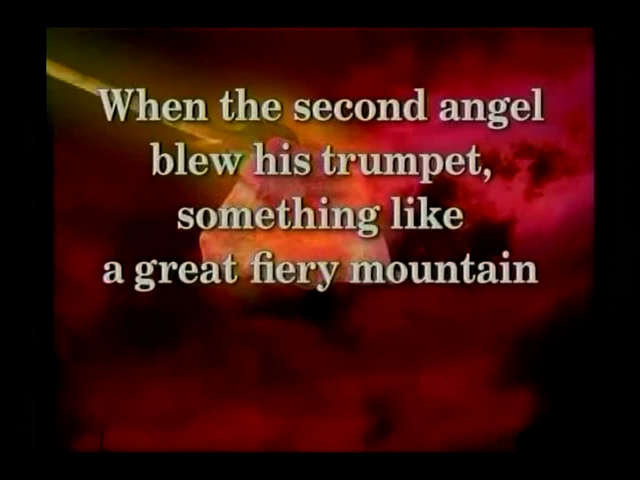 When the second angel
blew his trumpet,
something like
a great fiery mountain